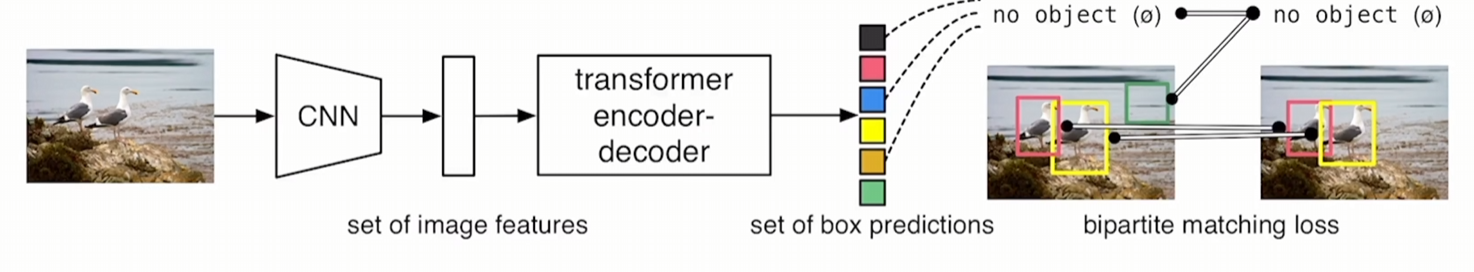 no object (ø)
no object (ø)
CNN
transformer
encoder-
decoder
set of image features
set of box predictions
bipartite matching loss